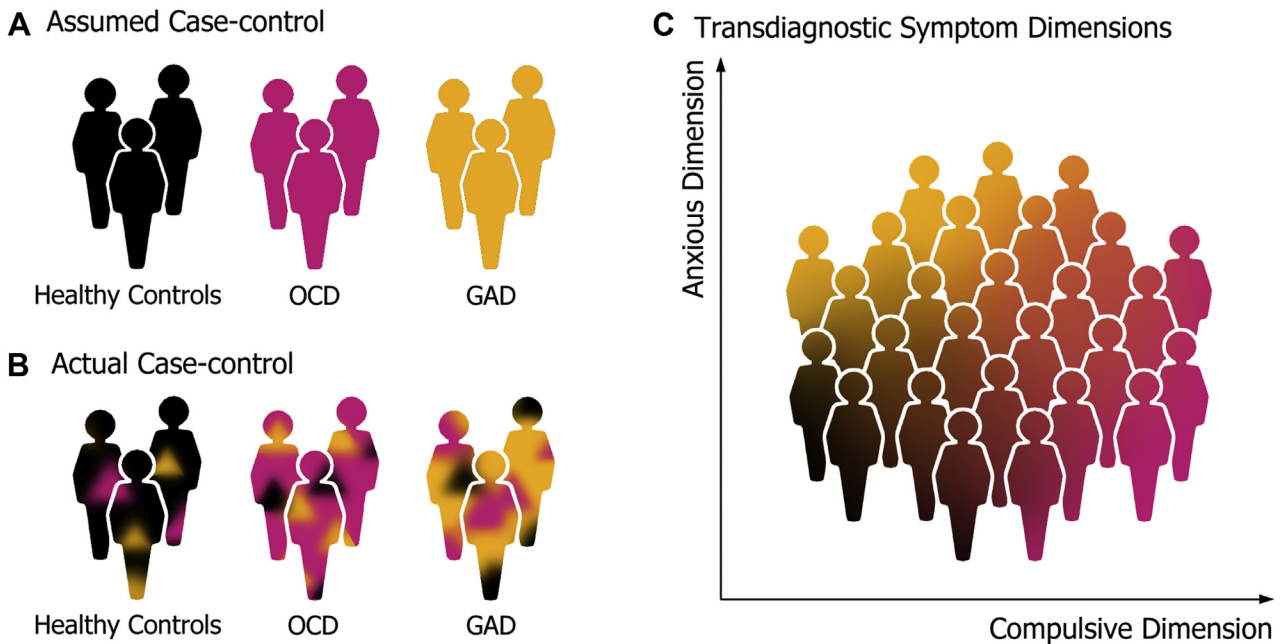 A Assumed Case-control
Healthy Controls
OCD
GAD
B Actual Case-control
Healthy Controls
OCD
GAD
C Transdiagnostic Symptom Dimensions
Anxious Dimension
Compulsive Dimension